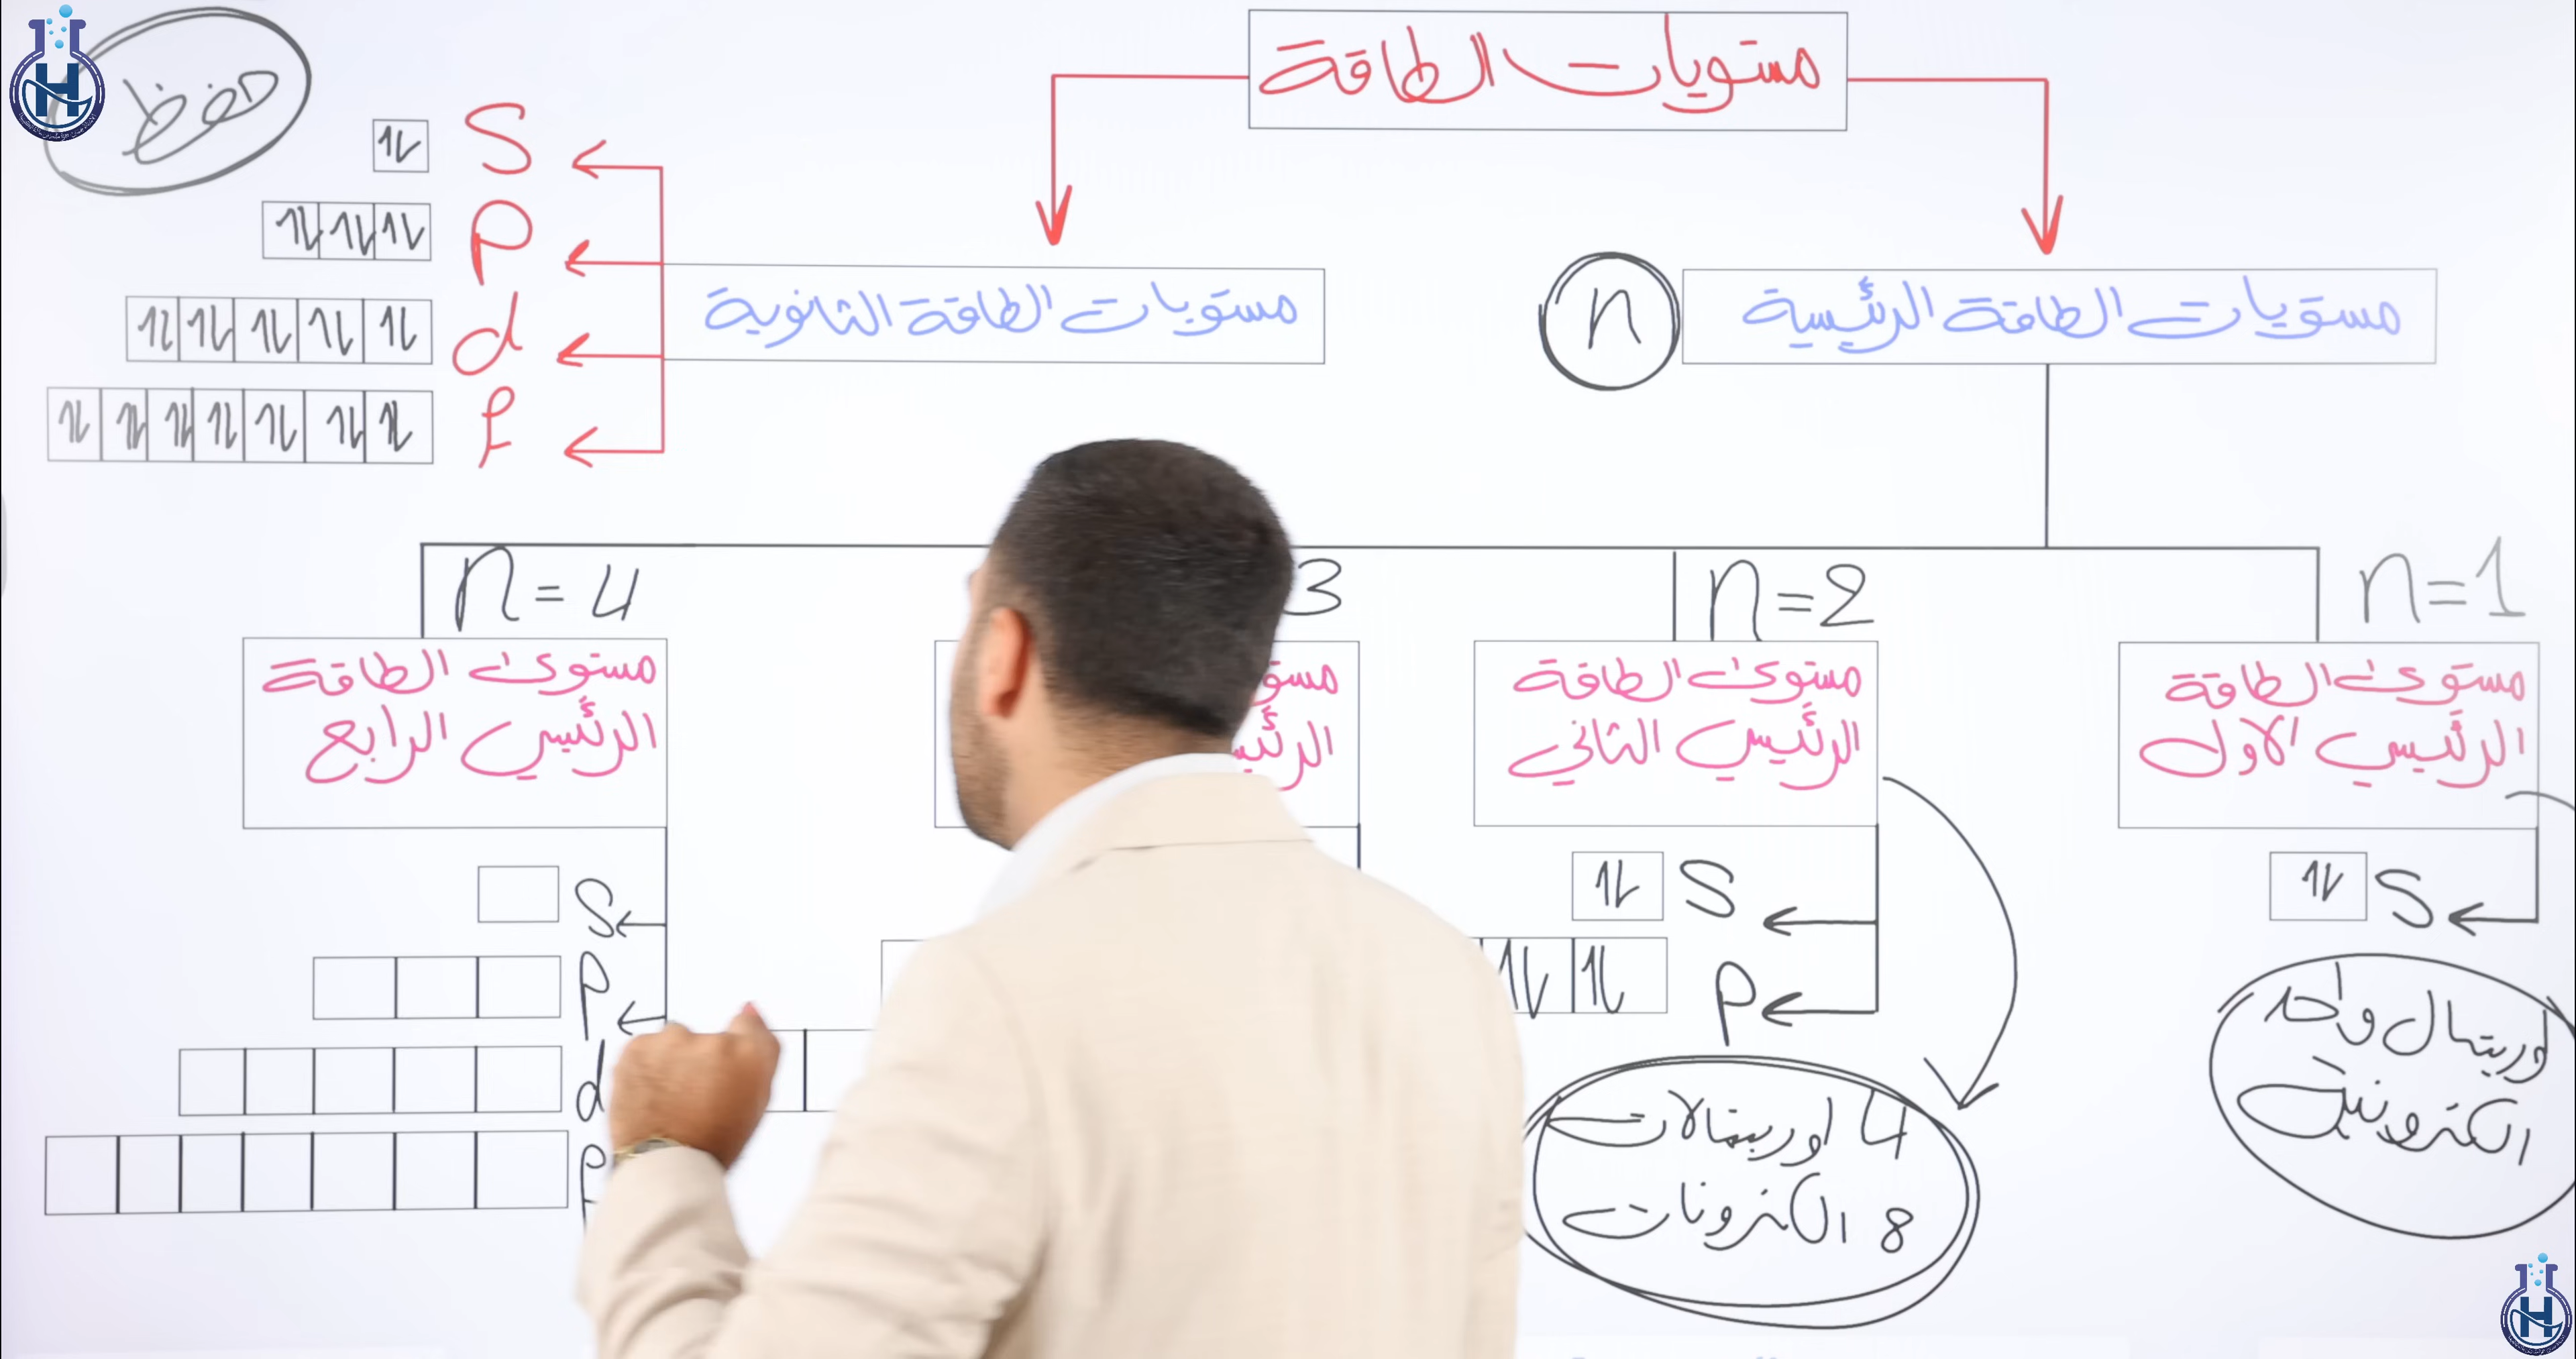 مستويات الطاقة
حفظ
مستويات الطاقة الرئيسية
n
مستويات الطاقة الثانوية
S
P
d
f
n=1
مستوى الطاقة
الرئيسي الاول
S
اوربيتال واحد
الكترونين
n=2
مستوى الطاقة
الرئيسي الثاني
S
P
4 اوربيتالات
8 الكترونات
3
n=4
مستوى الطاقة
الرئيسي الرابع
S
P
d
H
H